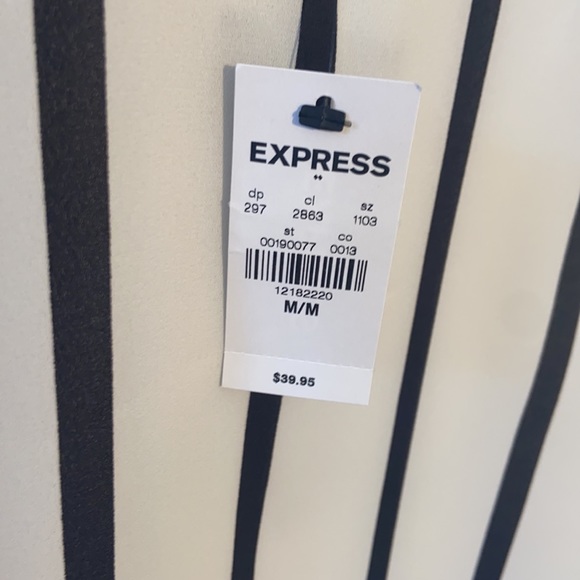 EXPRESS
dp cl sz
297 2863 1103
st co
00190077 0013
12182220
M/M
$39.95